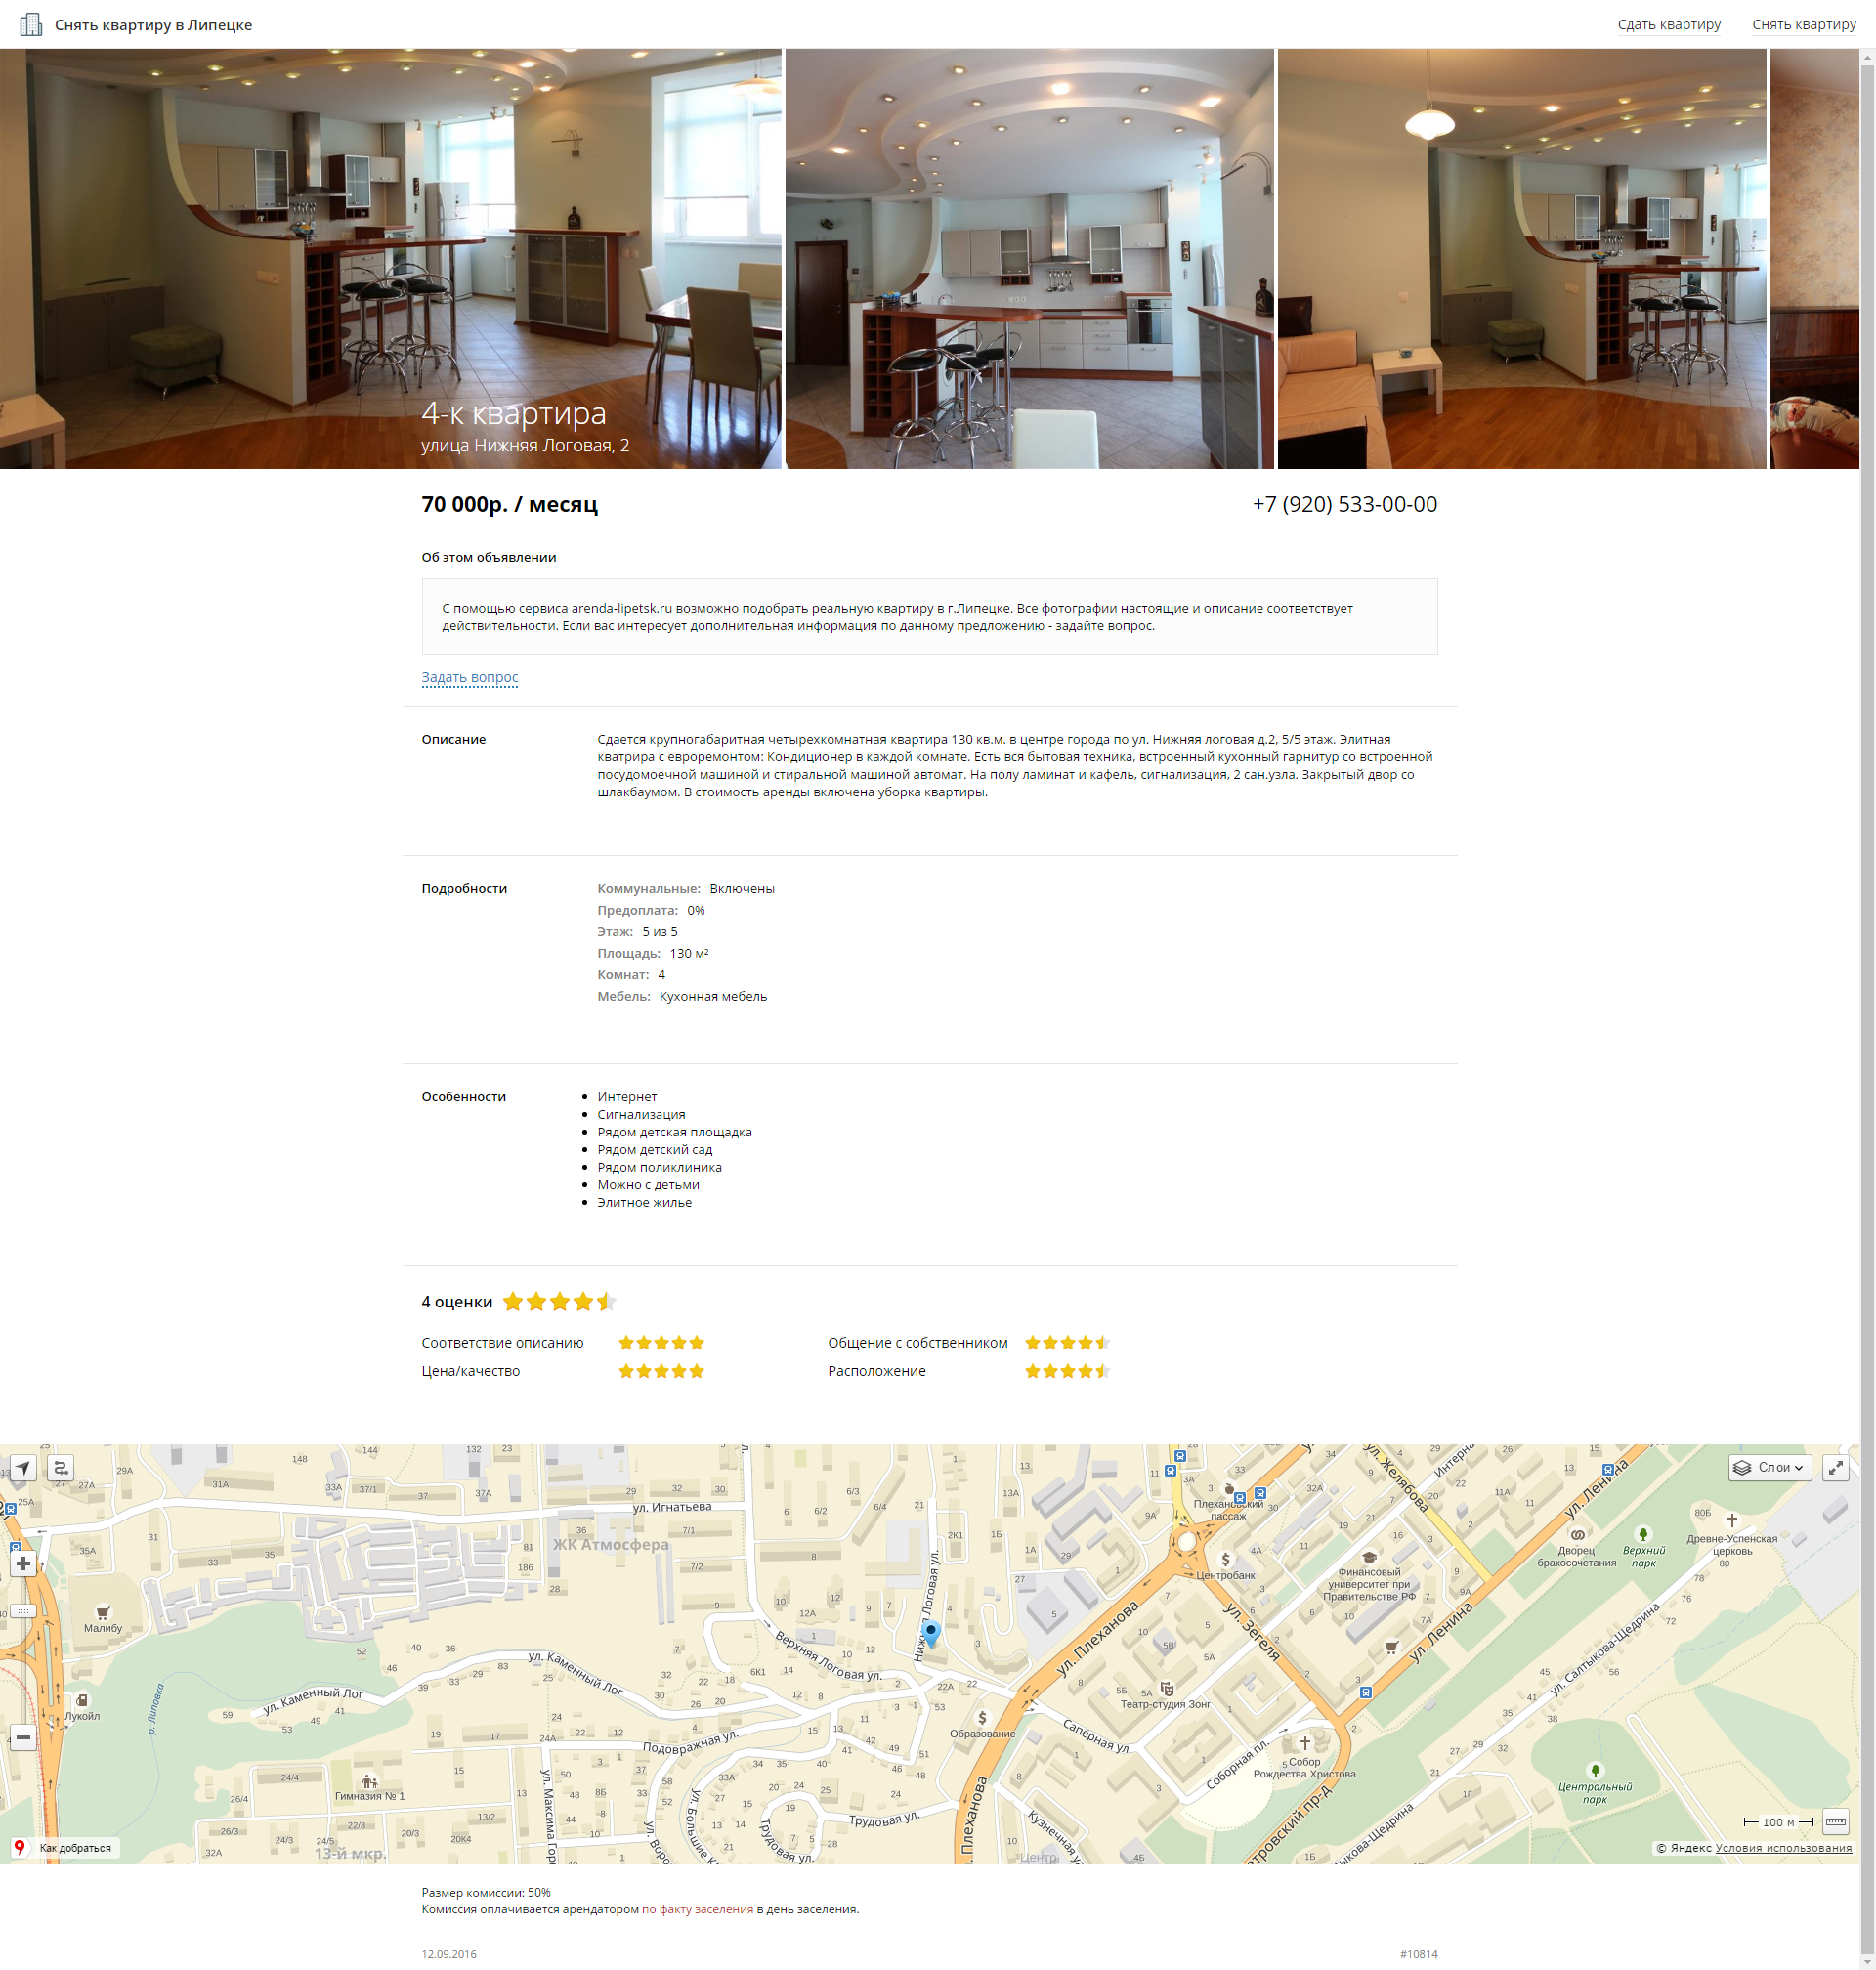 Снять квартиру в Липецке
Сдать квартиру
Снять квартиру
4-к квартира
улица Нижняя Логовая, 2
70 000р. / месяц
+7 (920) 533-00-00
Об этом объявлении
С помощью сервиса arenda-lipetsk.ru возможно подобрать реальную квартиру в г.Липецке. Все фотографии настоящие и описание соответствует
действительности. Если вас интересует дополнительная информация по данному предложению - задайте вопрос.
Задать вопрос
Описание
Сдается крупногабаритная четырехкомнатная квартира 130 кв.м. в центре города по ул. Нижняя логовая д.2, 5/5 этаж. Элитная
кватрира с евроремонтом: Кондиционер в каждой комнате. Есть вся бытовая техника, встроенный кухонный гарнитур со встроенной
посудомоечной машиной и стиральной машиной автомат. На полу ламинат и кафель, сигнализация, 2 сан.узла. Закрытый двор со
шлакбаумом. В стоимость аренды включена уборка квартиры.
Подробности
Коммунальные: Включены
Предоплата: 0%
Этаж: 5 из 5
Площадь: 130 м²
Комнат: 4
Мебель: Кухонная мебель
Особенности
Интернет
Сигнализация
Рядом детская площадка
Рядом детский сад
Рядом поликлиника
Можно с детьми
Элитное жилье
4 оценки
Соответствие описанию
Общение с собственником
Цена/качество
Расположение
Слои
ул. Игнатьева
ЖК Атмосфера
Плехановский
пассаж
ул. Желябова
ул. Ленина
Древне-Успенская
церковь
Дворец
бракосочетания
Верхний
парк
Центробанк
Финансовый
университет при
Правительстве РФ
Малибу
Верхняя Логовая ул.
ул. Плеханова
ул. Зегеля
ул. Ленина
ул. Салтыкова-Щедрина
ул. Каменный Лог
ул. Каменный Лог
р. Липовка
Лукойл
Театр-студия Зонг
Образование
Сапёрная ул.
Подовражная ул.
Соборная пл.
Собор
Рождества Христова
Центральный
парк
Гимназия № 1
Трудовая ул.
Трудовая ул.
Кузнечная ул.
13-й мкр.
Центр
Как добраться
100 м
© Яндекс Условия использования
Размер комиссии: 50%
Комиссия оплачивается арендатором по факту заселения в день заселения.
12.09.2016
#10814